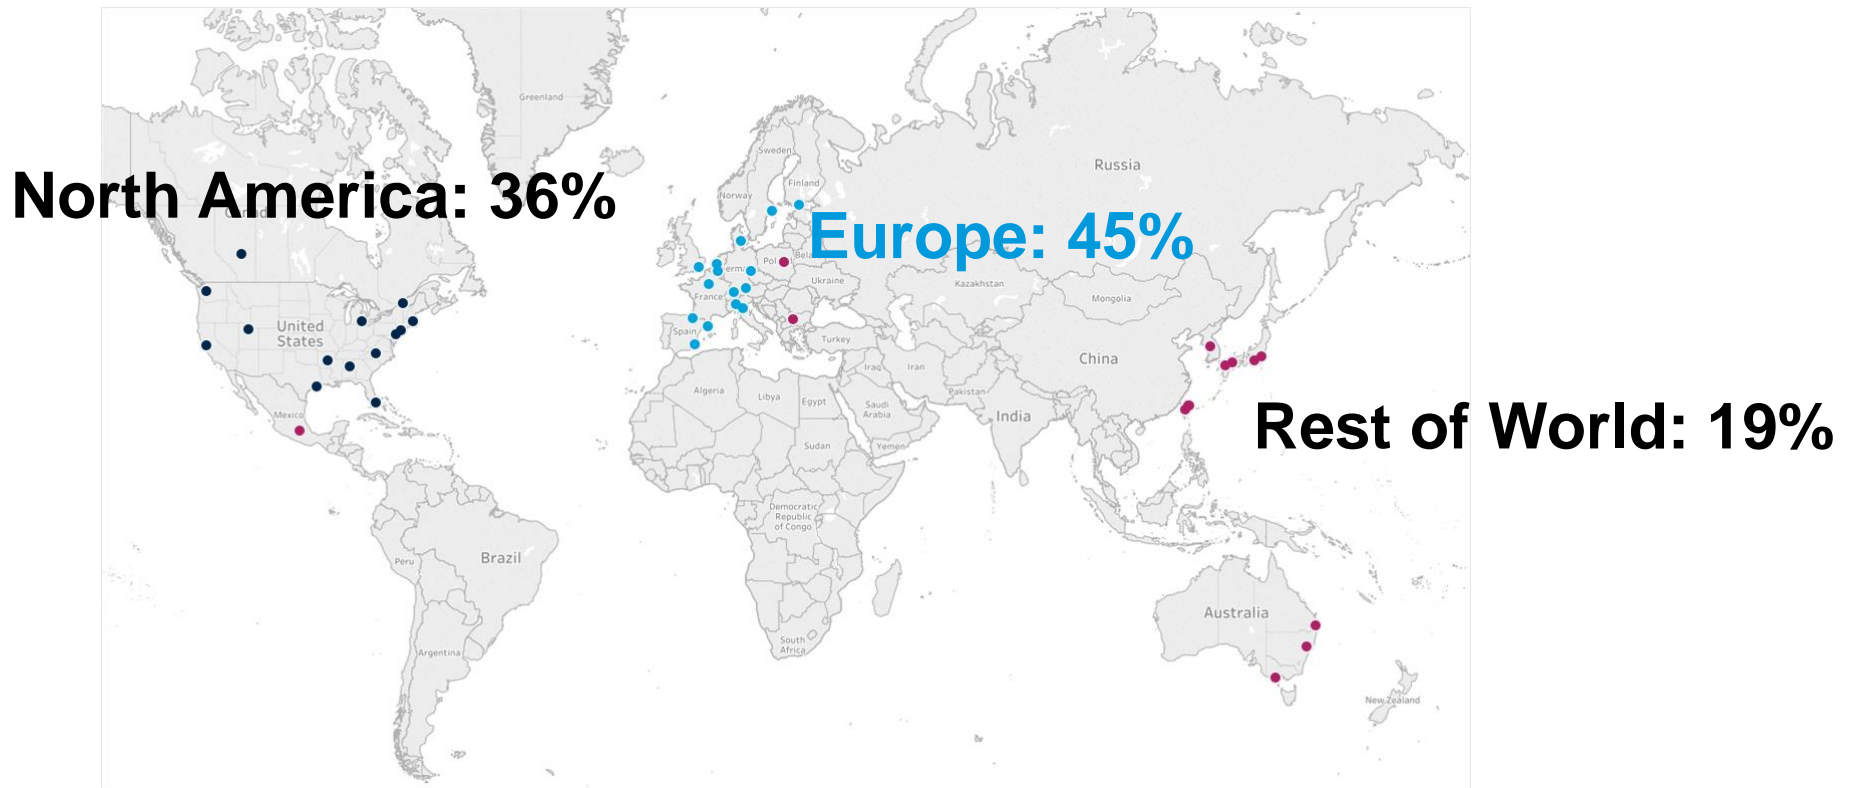 Greenland
Sweden
Russia
North America: 36%
Finland
Norway
Canada
Europe: 45%
Ukraine
Kazakhstan
France
Mongolia
United
States
Spain
Turkey
China
Iraq
Iran
Algeria
Libya
Egypt
Saudi
Arabia
Pakistan
India
Mexico
Rest of World: 19%
Sudan
Yemen
Democratic
Republic
of Congo
Brazil
Peru
Australia
South
Africa
Argentina
New Zealand